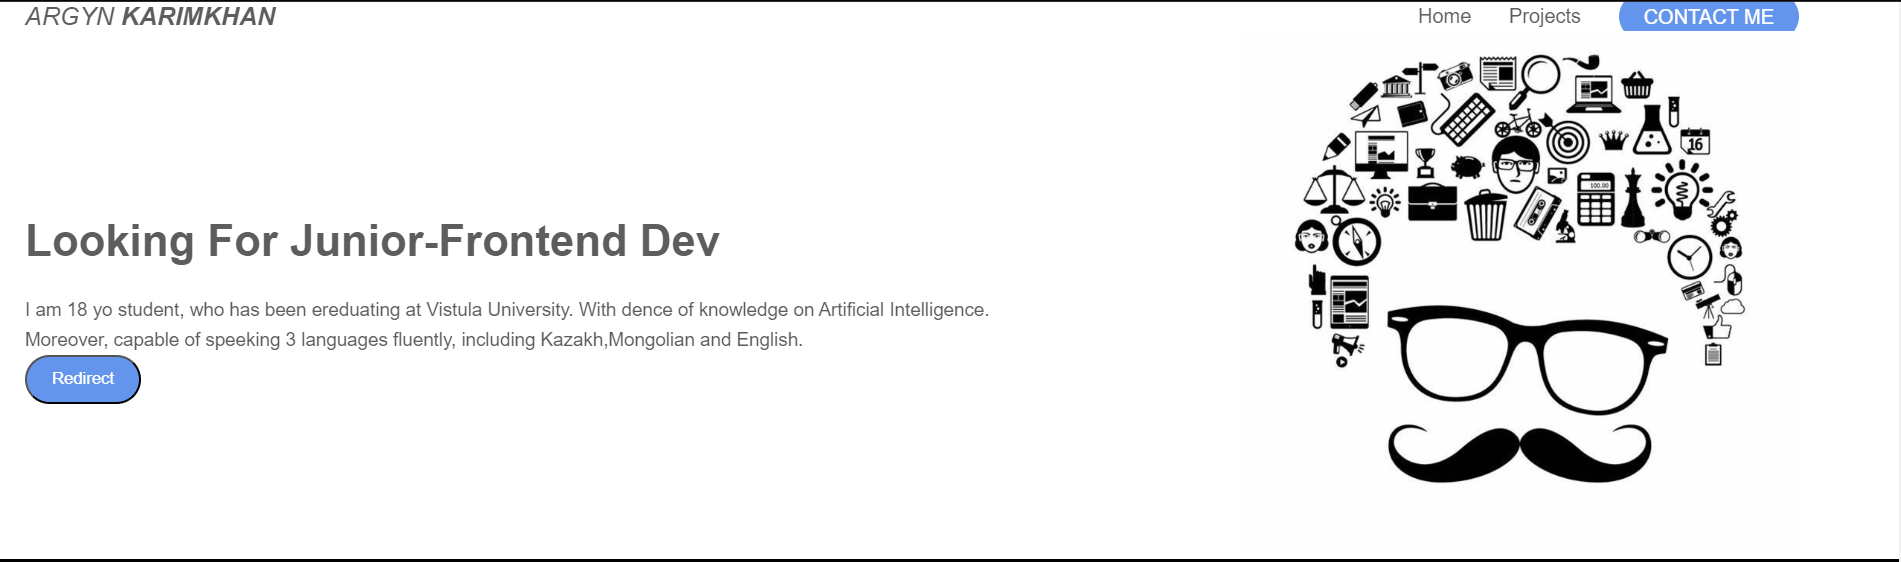 ARGYN KARIMKHAN
Home Projects CONTACT ME
16
100.00
Looking For Junior-Frontend Dev
I am 18 yo student, who has been ereduating at Vistula University. With dence of knowledge on Artificial Intelligence.
Moreover, capable of speeking 3 languages fluently, including Kazakh,Mongolian and English.
Redirect